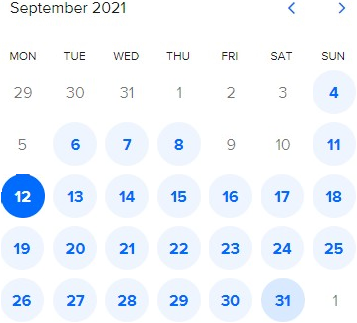 September 2021
MON TUE WED THU FRI SAT SUN
29 30 31 1 2 3 4
5 6 7 8 9 10 11
12 13 14 15 16 17 18
19 20 21 22 23 24 25
26 27 28 29 30 31 1